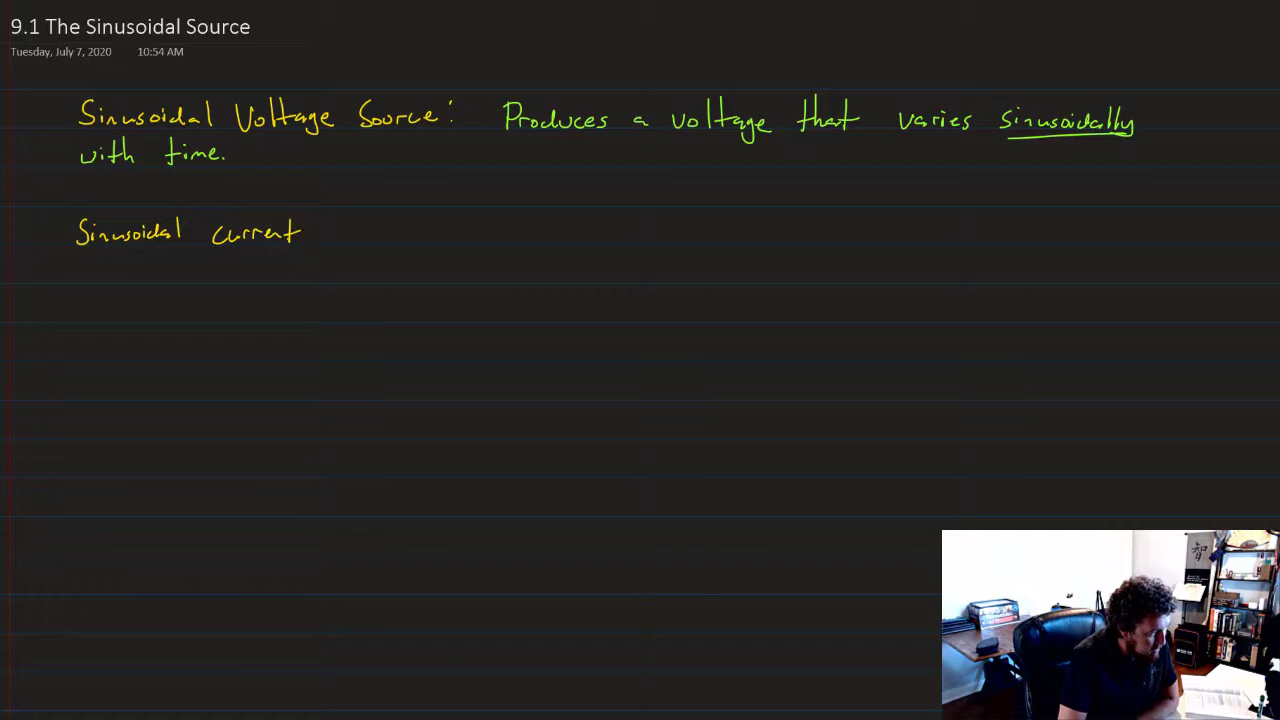 9.1 The Sinusoidal Source
Tuesday, July 7, 2020 10:54 AM
Sinusoidal Voltage Source: Produces a voltage that varies sinusoidally
with time.
Sinusoidal current
智